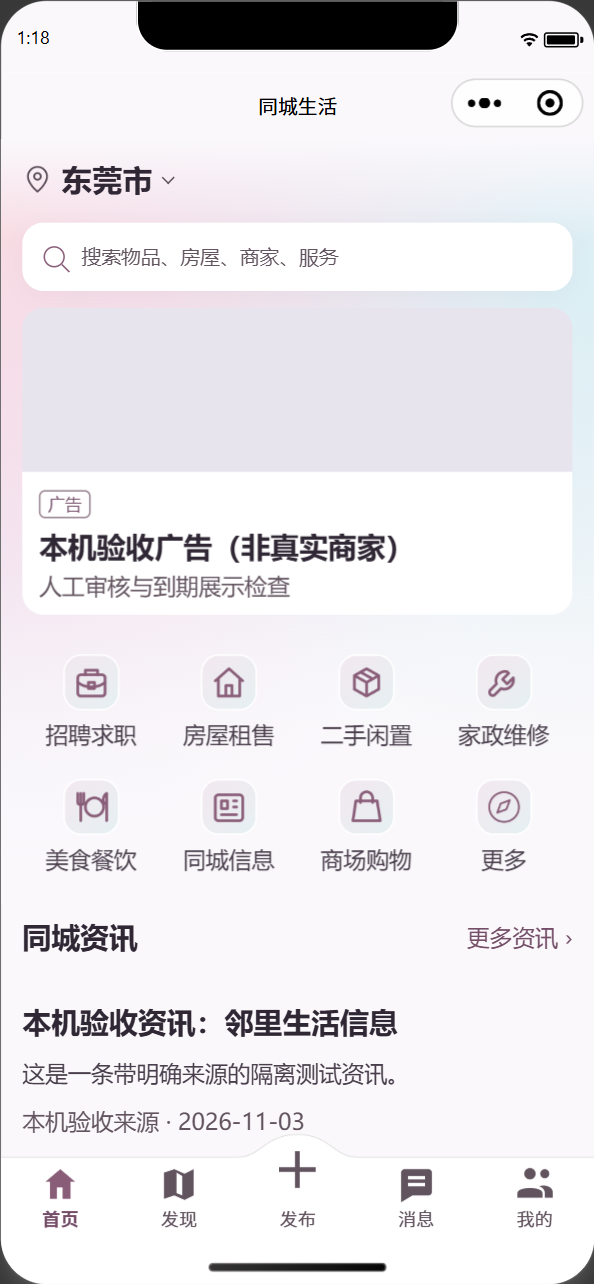 1:18
同城生活
东莞市
搜索物品、房屋、商家、服务
广告
本机验收广告（非真实商家）
人工审核与到期展示检查
招聘求职 房屋租售 二手闲置 家政维修
美食餐饮 同城信息 商场购物 更多
同城资讯 更多资讯 ›
本机验收资讯：邻里生活信息
这是一条带明确来源的隔离测试资讯。
本机验收来源 · 2026-11-03
首页 发现 发布 消息 我的